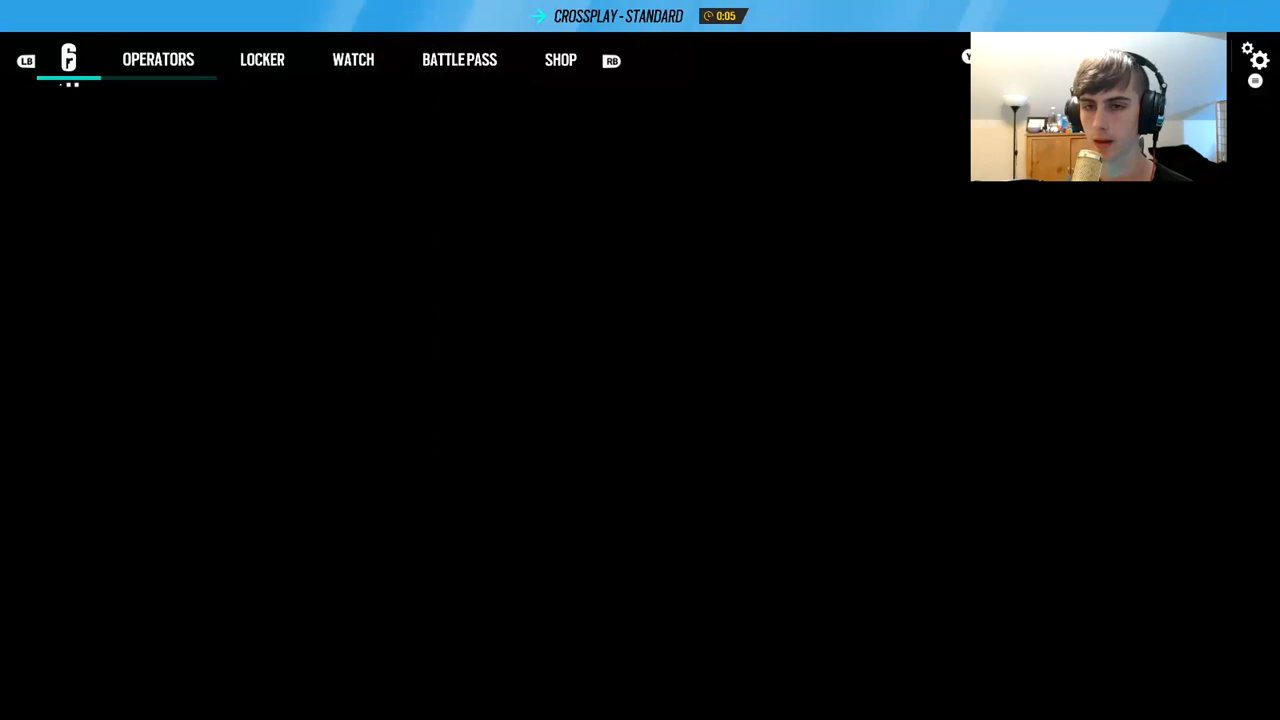 CROSSPLAY - STANDARD 0:05
LB OPERATORS LOCKER WATCH BATTLE PASS SHOP RB